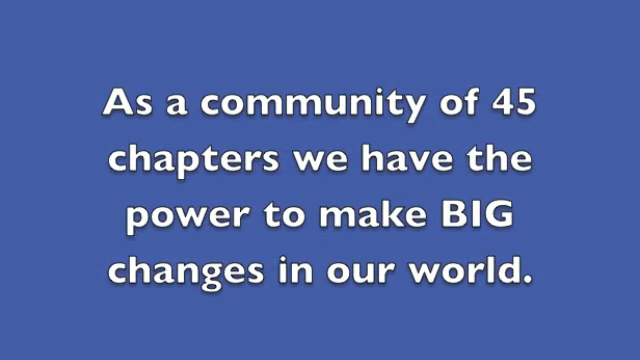 As a community of 45
chapters we have the
power to make BIG
changes in our world.